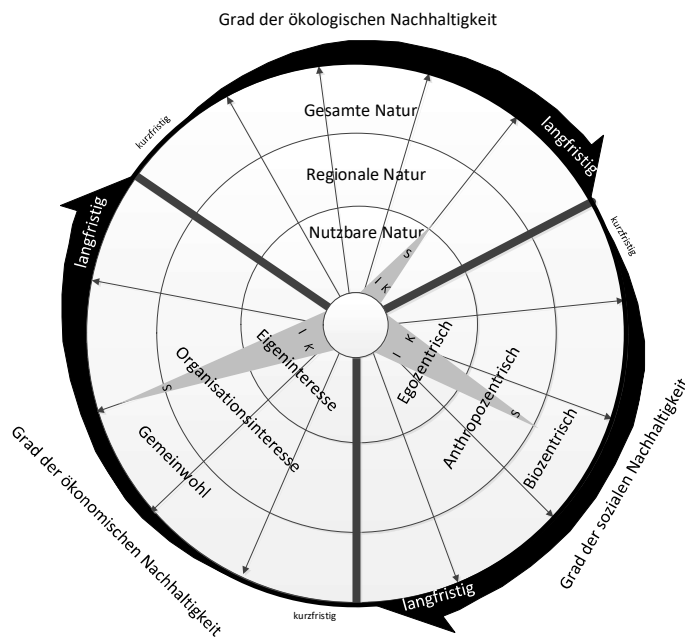 Grad der ökologischen Nachhaltigkeit
kurzfristig
Gesamte Natur
langfristig
Regionale Natur
Nutzbare Natur
S
I K
kurzfristig
langfristig
Eigeninteresse
Organisationsinteresse
Gemeinwohl
I K
S
Egozentrisch
Anthropozentrisch
Biozentrisch
K
I
S
Grad der ökonomischen Nachhaltigkeit
Grad der sozialen Nachhaltigkeit
langfristig
kurzfristig